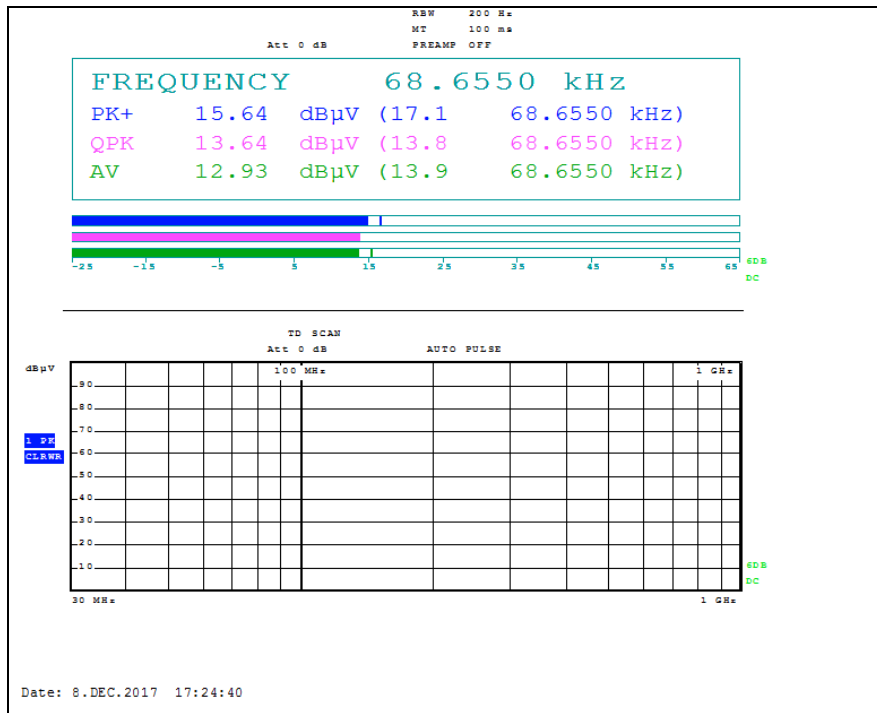 RBW 200 Hz
MT 100 ms
Att 0 dB PREAMP OFF
FREQUENCY 68.6550 kHz
PK+ 15.64 dBµV (17.1 68.6550 kHz)
QPK 13.64 dBµV (13.8 68.6550 kHz)
AV 12.93 dBµV (13.9 68.6550 kHz)
-25 -15 -5 5 15 25 35 45 55 65
6DB
DC
TD SCAN
Att 0 dB AUTO PULSE
dBµV
100 MHz 1 GHz
90
80
70
1 PK
CLRWR
60
50
40
30
20
10
6DB
DC
30 MHz 1 GHz
Date: 8.DEC.2017 17:24:40